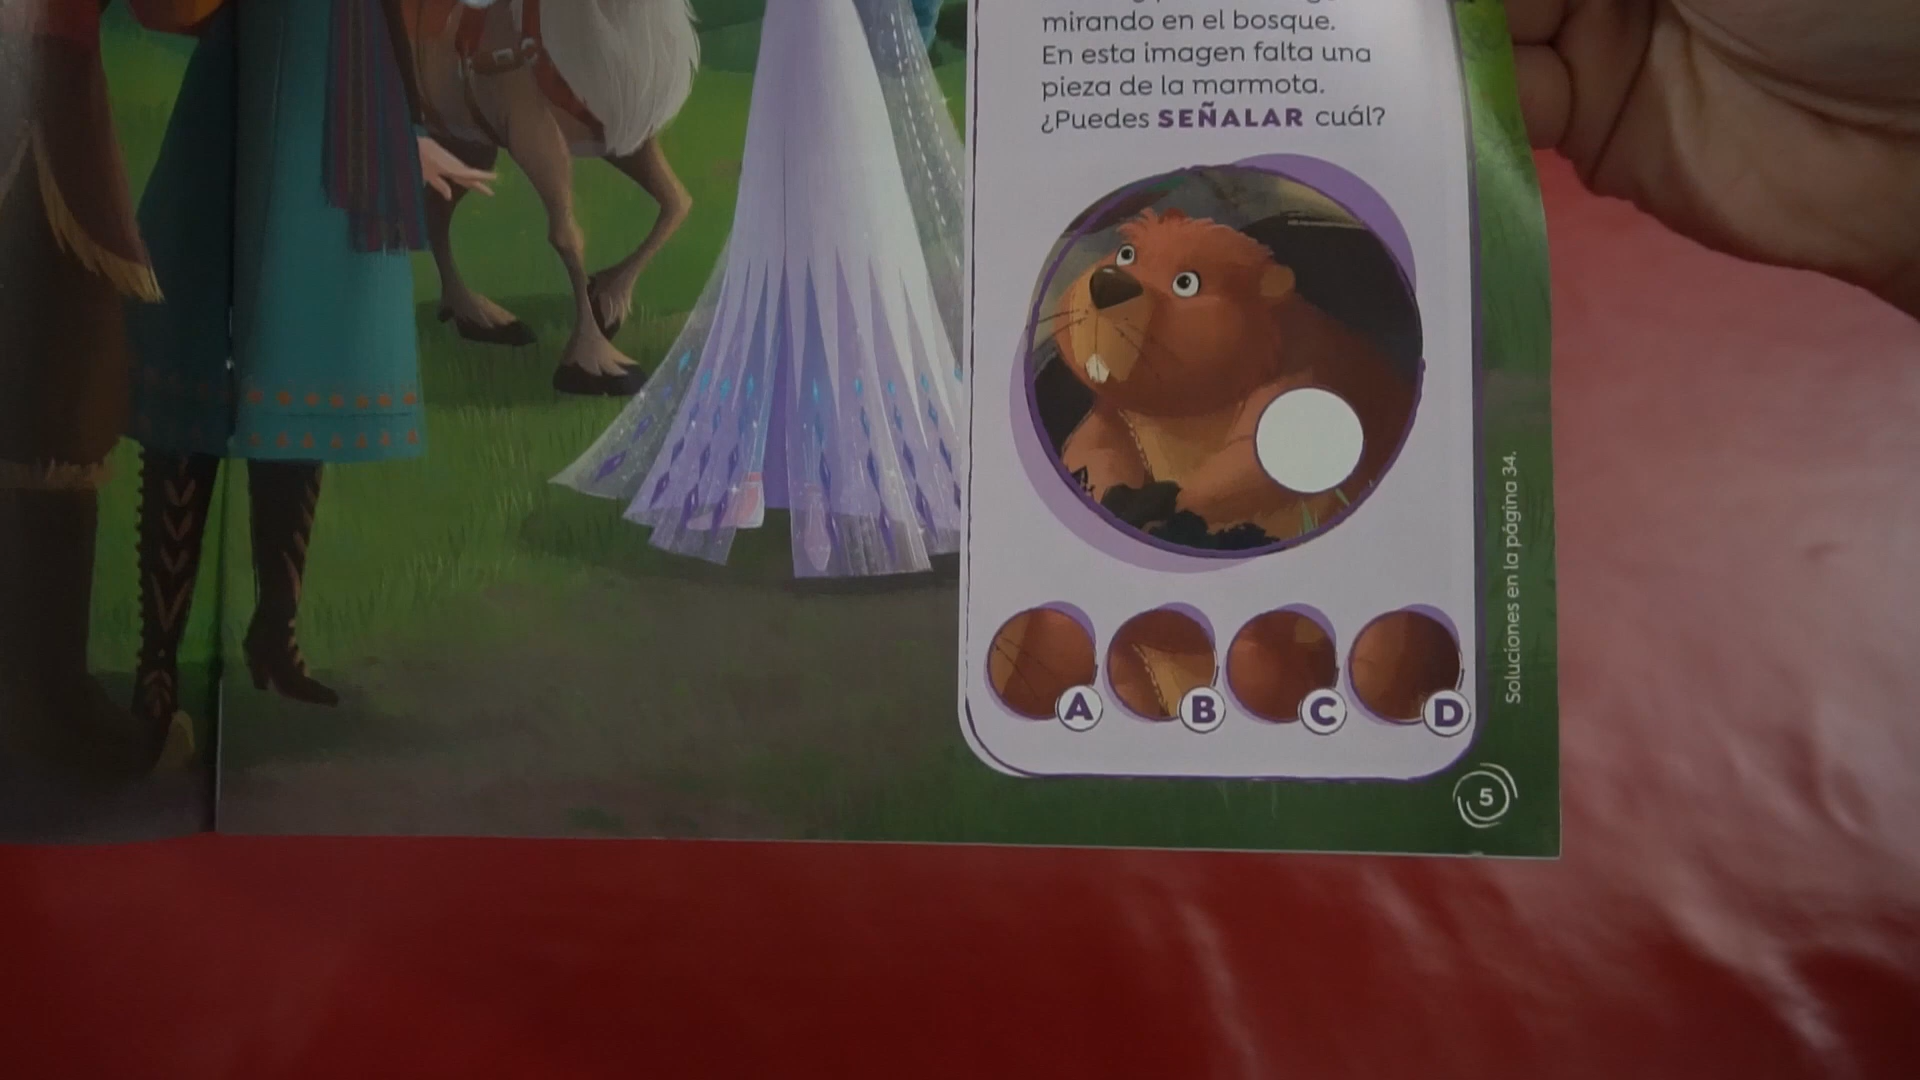 mirando en el bosque.
En esta imagen falta una
pieza de la marmota.
¿Puedes SEÑALAR cuál?
A
B
C
D
Soluciones en la página 34.
5